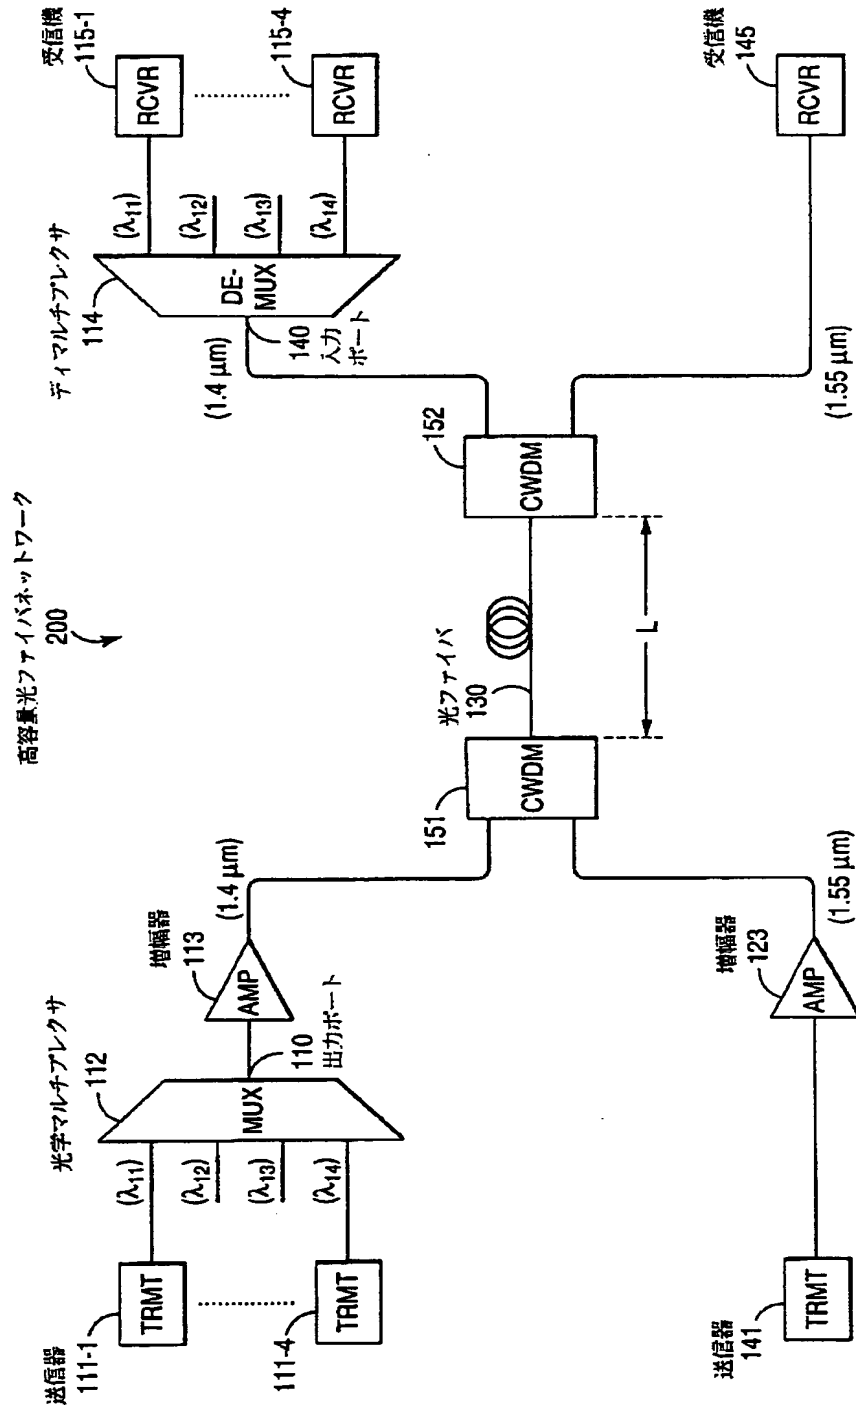 高容量光ファイバネットワーク
200
送信器
111-1
TRMT
111-4
TRMT
(λ11)
(λ12)
(λ13)
(λ14)
光学マルチプレクサ
112
MUX
110
出力ポート
増幅器
113
AMP
(1.4 μm)
送信器
141
TRMT
増幅器
123
AMP
(1.55 μm)
151
CWDM
光ファイバ
130
L
152
CWDM
(1.4 μm)
140
入力
ポート
ディマルチプレクサ
114
DE-
MUX
(λ11)
(λ12)
(λ13)
(λ14)
受信機
115-1
RCVR
115-4
RCVR
(1.55 μm)
受信機
145
RCVR